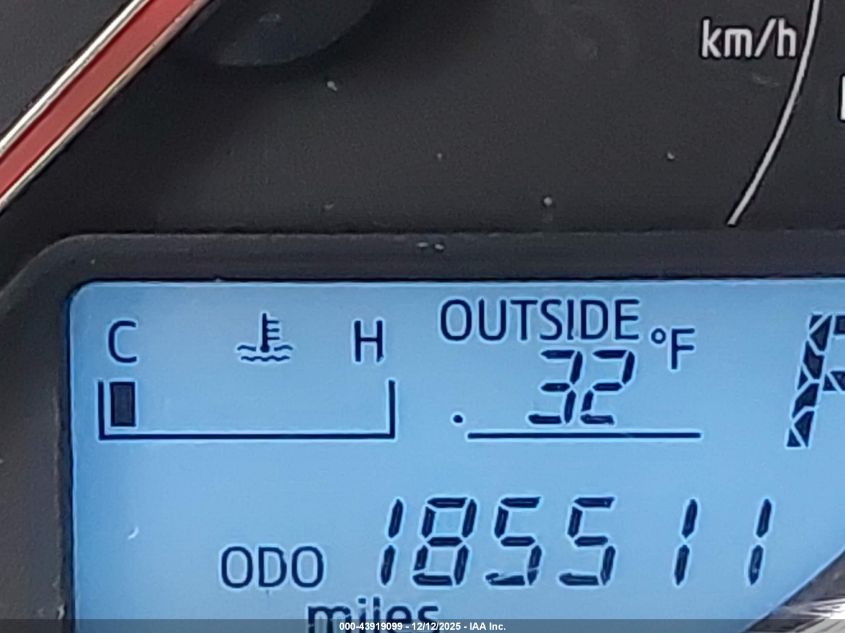 km/h
C H OUTSIDE °F
32
ODO 185511
miles
000-43919099 - 12/12/2025 - IAA Inc.